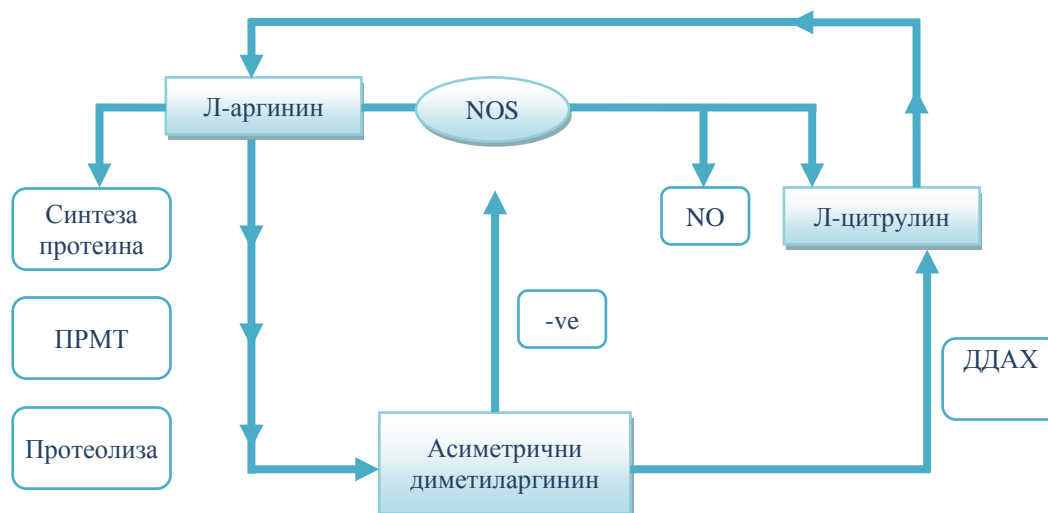 Л-аргинин
NOS
Синтеза
протеина
NO
Л-цитрулин
ПРМТ
-ve
ДДАХ
Протеолиза
Асиметрични
диметиларгинин